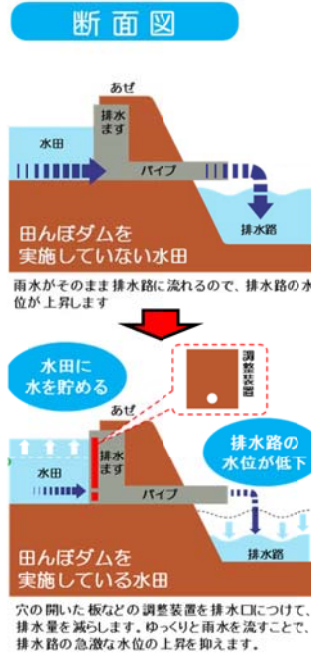 断面図
あぜ
排水
ます
水田
パイプ
排水路
田んぼダムを
実施していない水田
雨水がそのまま排水路に流れるので、排水路の水
位が上昇します
水田に
水を貯める
調整装置
あぜ
排水路の
水位が低下
排水
ます
水田
パイプ
排水路
田んぼダムを
実施している水田
穴の開いた板などの調整装置を排水口につけて、
排水量を減らします。ゆっくりと雨水を流すことで、
排水路の急激な水位の上昇を抑えます。